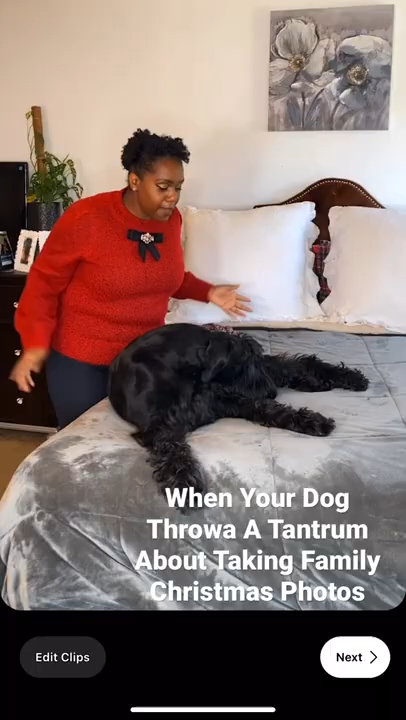 When Your Dog
Throwa A Tantrum
About Taking Family
Christmas Photos
Edit Clips
Next